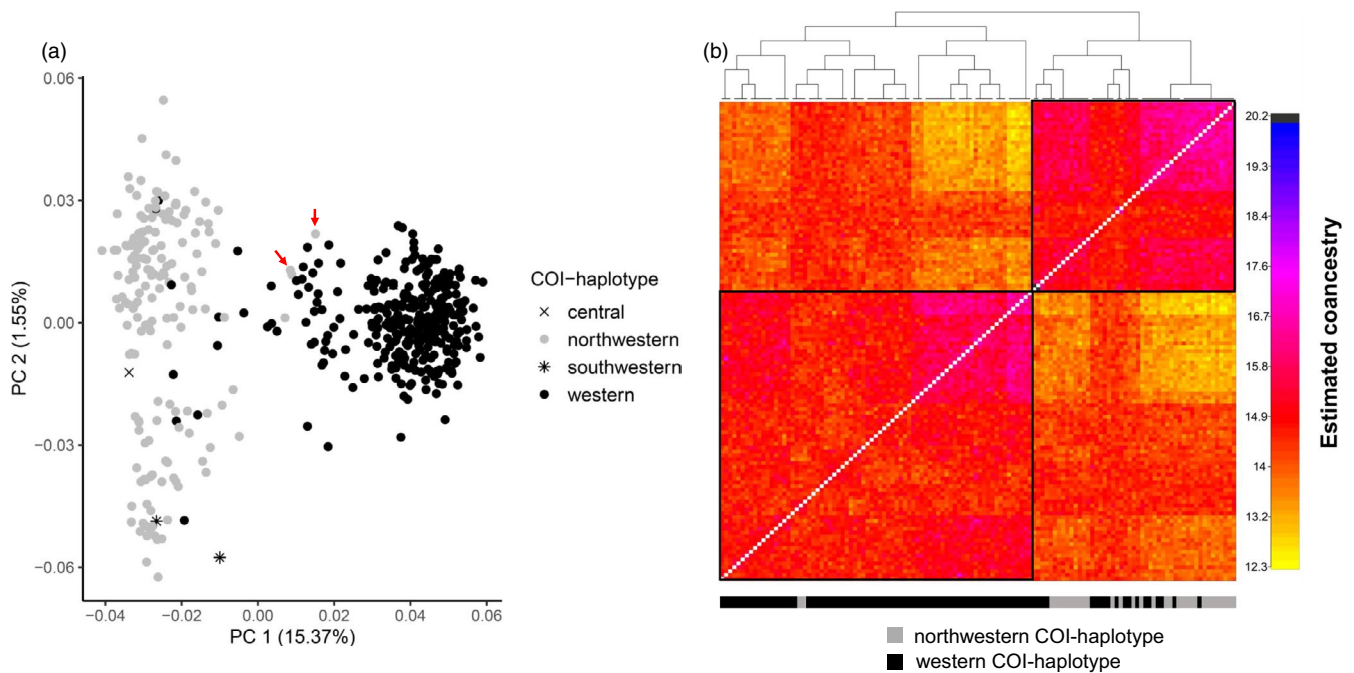 (a)
0.06
0.03
0.00
−0.03
−0.06
PC 2 (1.55%)
−0.04
−0.02
0.00
0.02
0.04
0.06
PC 1 (15.37%)
COI−haplotype
central
northwestern
southwestern
western
(b)
20.2
19.3
18.4
17.6
16.7
15.8
14.9
14
13.2
12.3
Estimated coancestry
northwestern COI-haplotype
western COI-haplotype